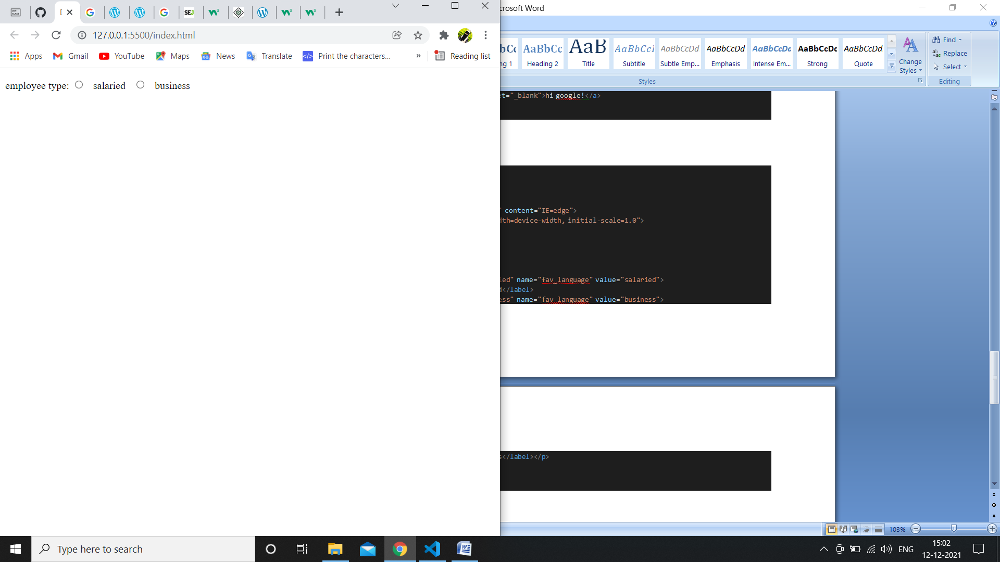 127.0.0.1:5500/index.html
Apps Gmail YouTube Maps News Translate Print the characters... » Reading list
employee type: salaried business
SEJ
crosoft Word
AaBbCc AaB AaBbCcI AaBbCcDd AaBbCcDd AaBbCcDd AaBbCcDc AaBbCcDd
ng 1 Heading 2 Title Subtitle Subtle Emp... Emphasis Intense Em... Strong Quote
Change Styles
Styles
Find
Replace
Select
Editing
et="_blank">hi google!</a>
" content="IE=edge">
dth=device-width, initial-scale=1.0">
ied" name="fav_language" value="salaried">
d</label>
ess" name="fav_language" value="business">
s</label></p>
103%
Type here to search
ENG
15:02
12-12-2021